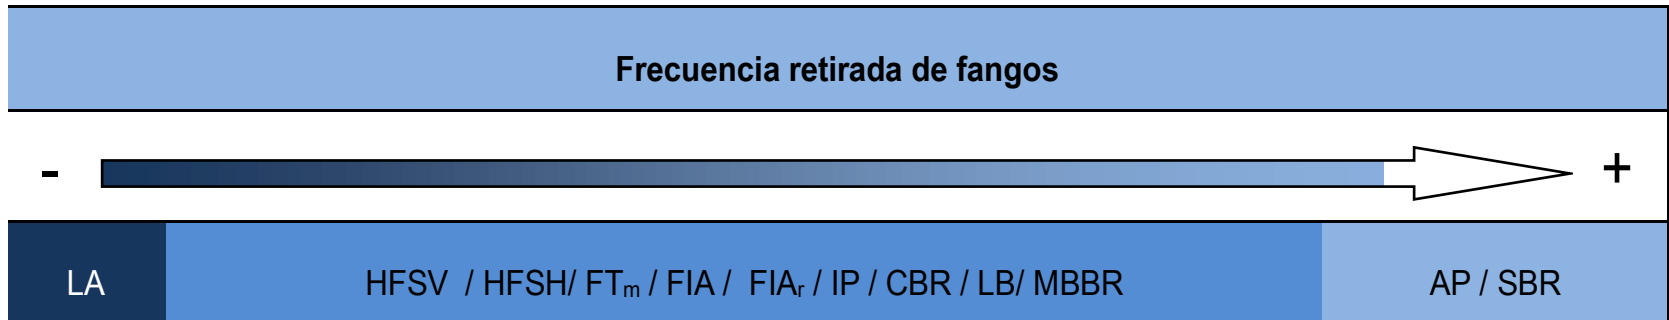 Frecuencia retirada de fangos
- +
LA HFSV / HFSH/ FTm / FIA / FIAr / IP / CBR / LB/ MBBR AP / SBR